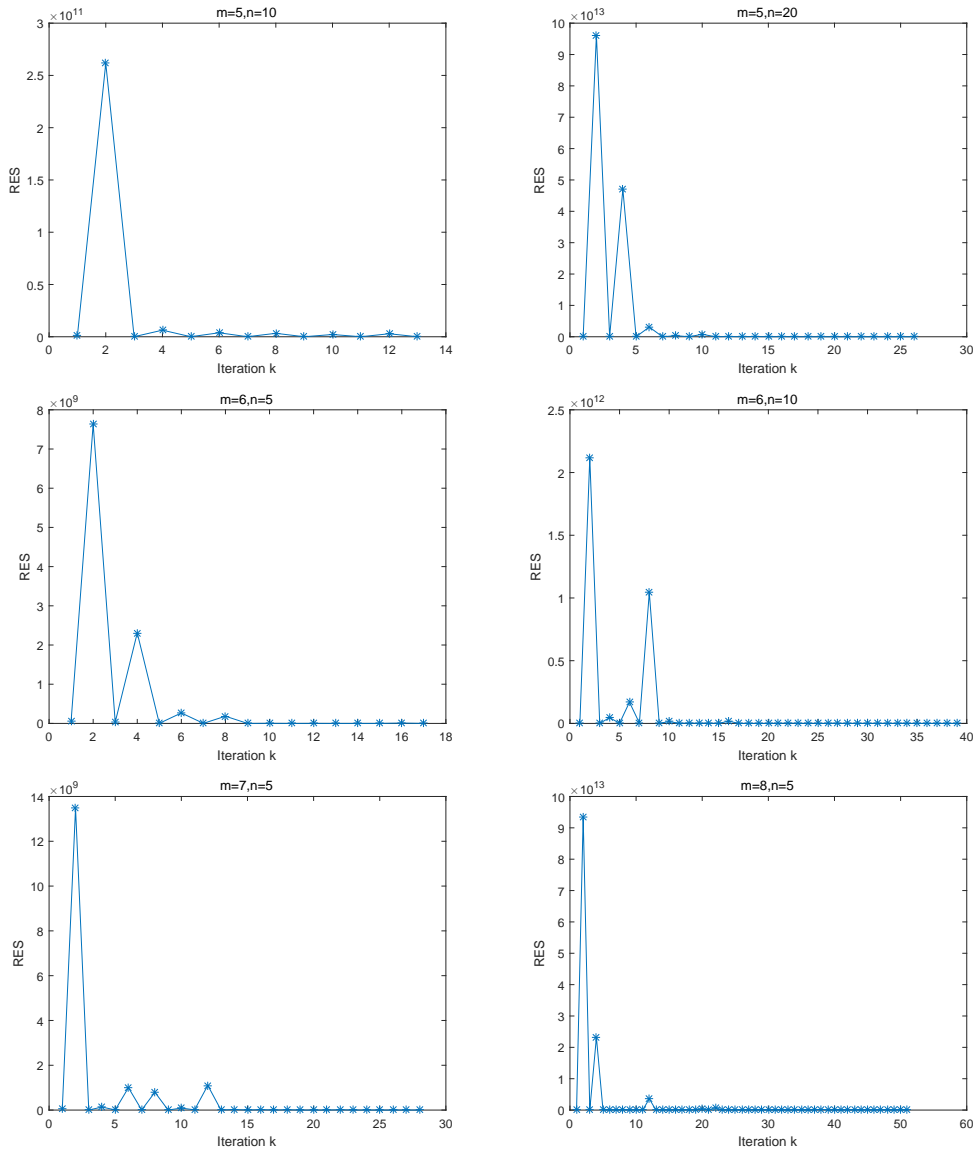 m=5,n=10
×10^11
3
2.5
2
1.5
1
0.5
0
RES
0 2 4 6 8 10 12 14
Iteration k
m=5,n=20
×10^13
10
9
8
7
6
5
4
3
2
1
0
RES
0 5 10 15 20 25 30
Iteration k
m=6,n=5
×10^9
8
7
6
5
4
3
2
1
0
RES
0 2 4 6 8 10 12 14 16 18
Iteration k
m=6,n=10
×10^12
2.5
2
1.5
1
0.5
0
RES
0 5 10 15 20 25 30 35 40
Iteration k
m=7,n=5
×10^9
14
12
10
8
6
4
2
0
RES
0 5 10 15 20 25 30
Iteration k
m=8,n=5
×10^13
10
9
8
7
6
5
4
3
2
1
0
RES
0 10 20 30 40 50 60
Iteration k